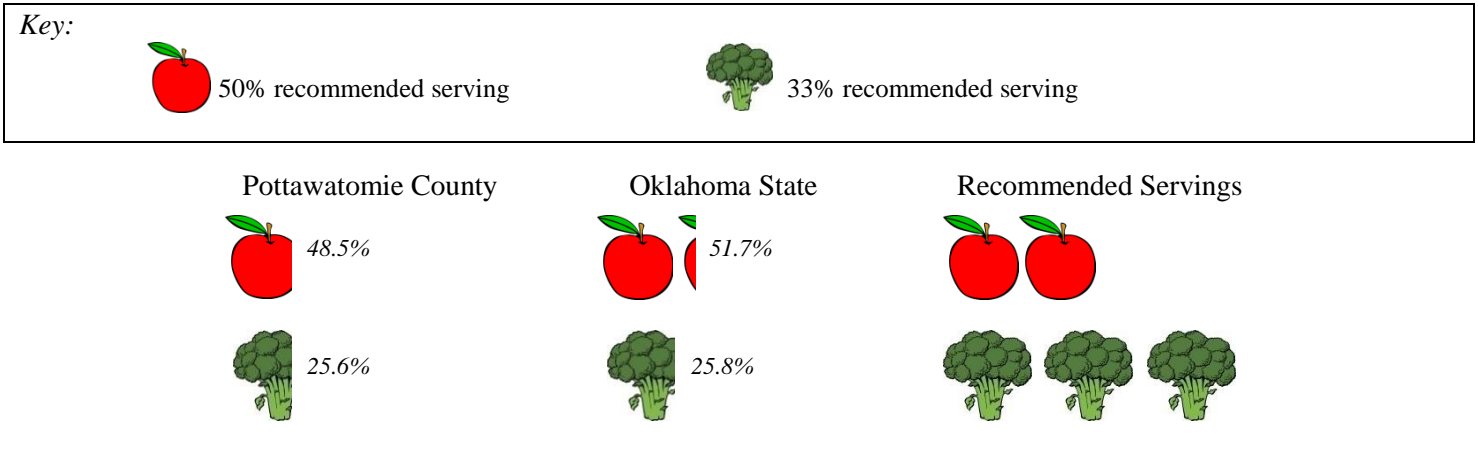 Key:
50% recommended serving 33% recommended serving
Pottawatomie County Oklahoma State Recommended Servings
48.5% 51.7%
25.6% 25.8%